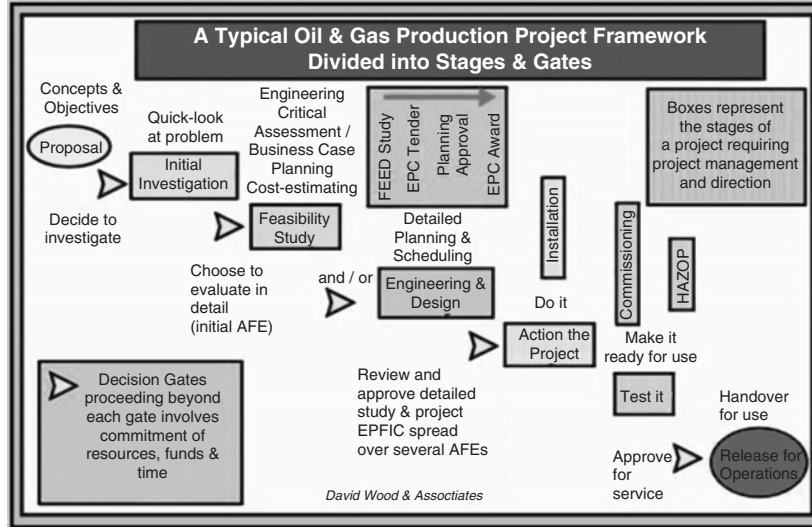 A Typical Oil & Gas Production Project Framework
Divided into Stages & Gates
Concepts &
Objectives
Proposal
Quick-look
at problem
Initial
Investigation
Decide to
investigate
Engineering
Critical
Assessment /
Business Case
Planning
Cost-estimating
Feasibility
Study
Choose to
evaluate in
detail
(initial AFE)
FEED Study
EPC Tender
Planning
Approval
EPC Award
Detailed
Planning &
Scheduling
and / or
Engineering
& Design
Review and
approve detailed
study & project
EPFIC spread
over several AFEs
Installation
Do it
Action the
Project
Boxes represent
the stages of
a project requiring
project management
and direction
Commissioning
HAZOP
Make it
ready for use
Test it
Approve
for
service
Handover
for use
Release for
Operations
Decision Gates
proceeding beyond
each gate involves
commitment of
resources, funds &
time
David Wood & Assoctiates